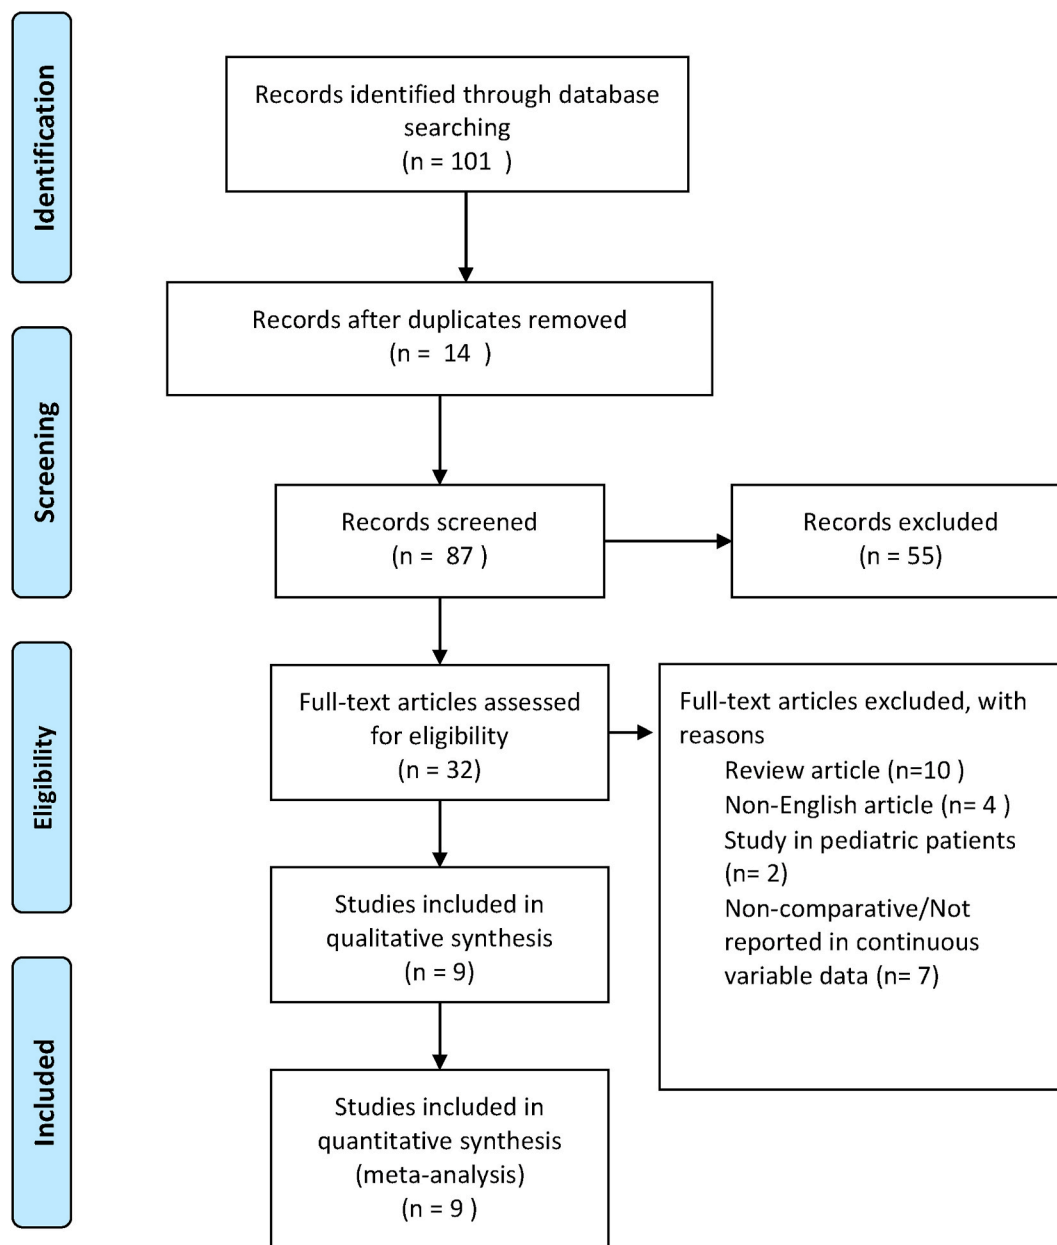 Identification
Records identified through database
searching
(n = 101  )
Records after duplicates removed
(n =  14  )
Screening
Records screened
(n =  87 )
Records excluded
(n = 55)
Eligibility
Full-text articles assessed
for eligibility
(n = 32)
Full-text articles excluded, with
reasons
Review article (n=10 )
Non-English article (n= 4 )
Study in pediatric patients
(n= 2)
Non-comparative/Not
reported in continuous
variable data (n= 7)
Studies included in
qualitative synthesis
(n = 9)
Included
Studies included in
quantitative synthesis
(meta-analysis)
(n = 9 )